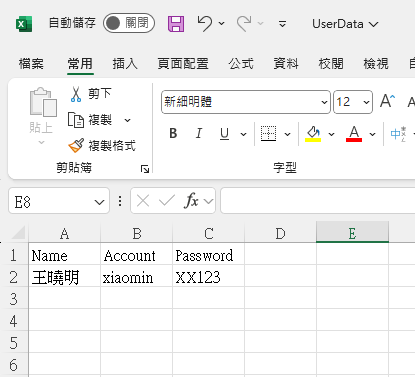 自動儲存 關閉 UserData
檔案 常用 插入 頁面配置 公式 資料 校閱 檢視
貼上 剪下 新細明體 12 A
複製 B I U A 中
複製格式
剪貼簿 字型
E8 fx
A B C D E
1 Name Account Password
2 王曉明 xiaomin XX123
3
4
5
6